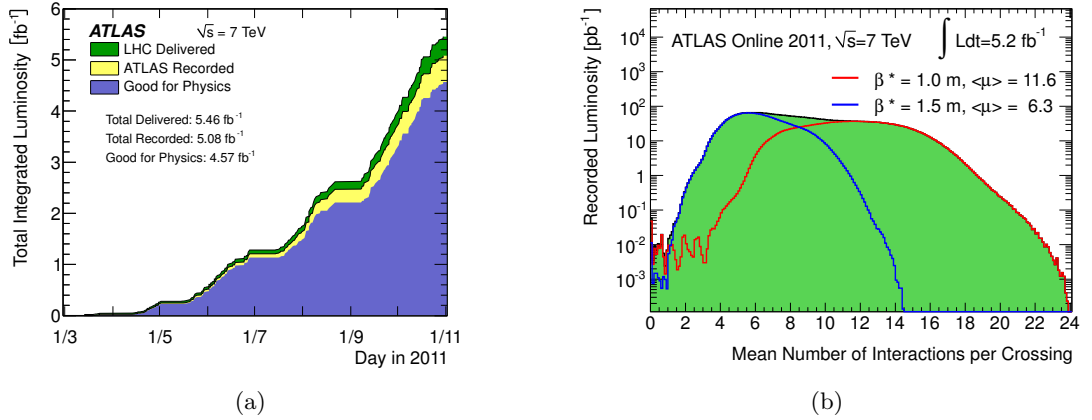 ATLAS √s = 7 TeV
LHC Delivered
ATLAS Recorded
Good for Physics
Total Delivered: 5.46 fb⁻¹
Total Recorded: 5.08 fb⁻¹
Good for Physics: 4.57 fb⁻¹
Total Integrated Luminosity [fb⁻¹]
6
5
4
3
2
1
0
1/3 1/5 1/7 1/9 1/11
Day in 2011
(a)
ATLAS Online 2011, √s=7 TeV ∫ Ldt=5.2 fb⁻¹
β * = 1.0 m, <μ> = 11.6
β * = 1.5 m, <μ> = 6.3
Recorded Luminosity [pb⁻¹]
10⁴
10³
10²
10
1
10⁻¹
10⁻²
10⁻³
0 2 4 6 8 10 12 14 16 18 20 22 24
Mean Number of Interactions per Crossing
(b)